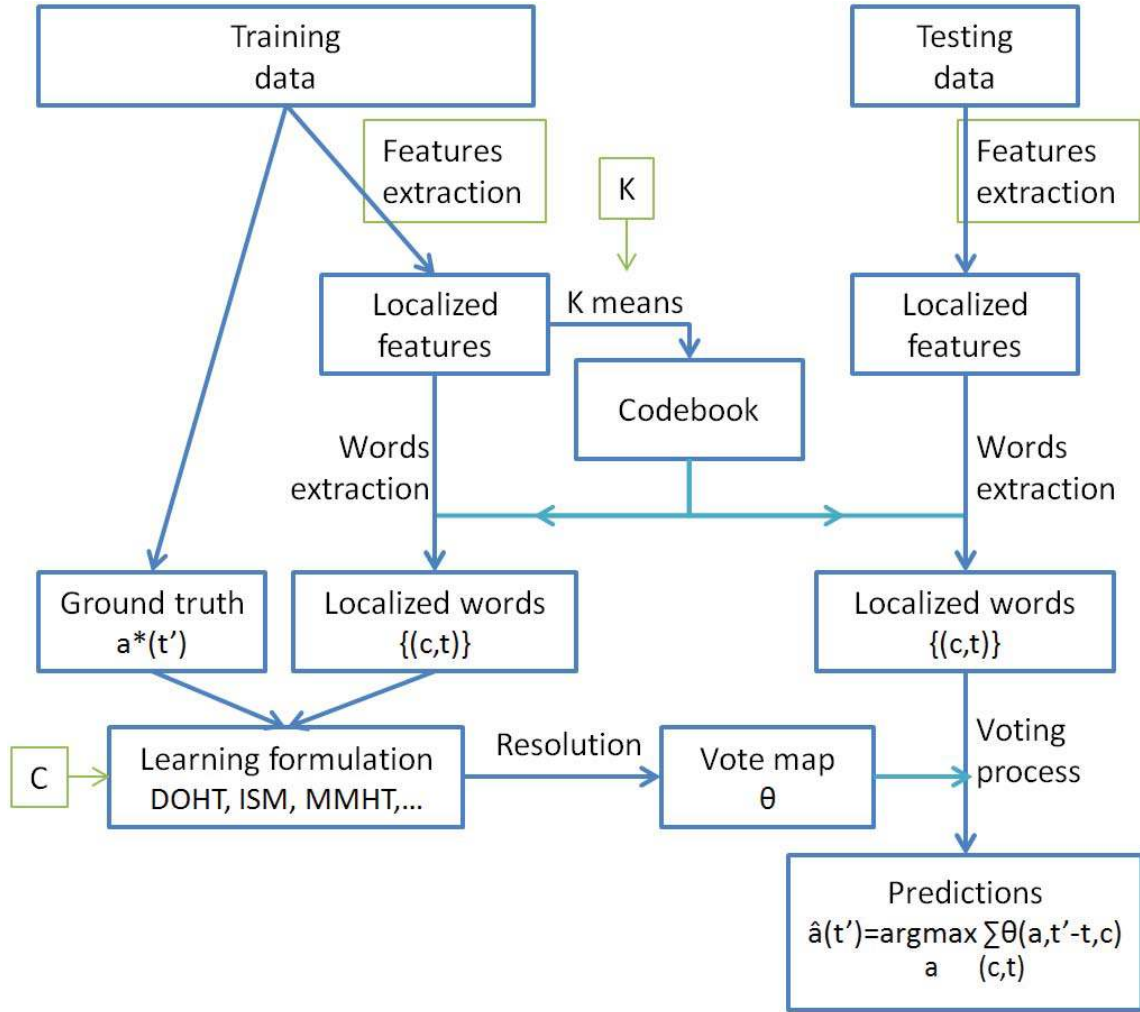 Training
data
Testing
data
Features
extraction
K
Features
extraction
Localized
features
K means
Localized
features
Codebook
Words
extraction
Words
extraction
Ground truth
a*(t’)
Localized words
{(c,t)}
Localized words
{(c,t)}
C
Learning formulation
DOHT, ISM, MMHT,...
Resolution
Vote map
θ
Voting
process
Predictions
â(t’)=argmax ∑θ(a,t’-t,c)
a (c,t)